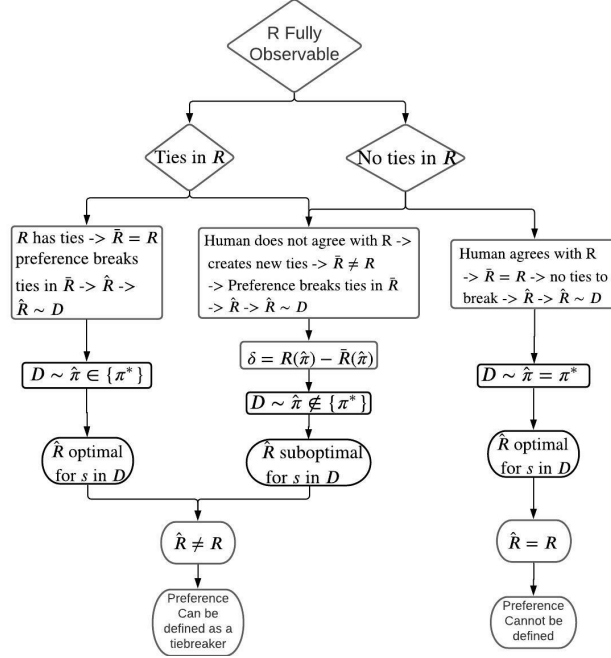 R Fully
Observable
Ties in R
No ties in R
R has ties -> R̄ = R
preference breaks
ties in R̄ -> R̂ ->
R̂ ~ D
Human does not agree with R ->
creates new ties -> R̄ ≠ R
-> Preference breaks ties in R̄
-> R̂ -> R̂ ~ D
Human agrees with R
-> R̄ = R -> no ties to
break -> R̂ -> R̂ ~ D
δ = R(π̂) − R̄(π̂)
D ~ π̂ ∈ {π*}
D ~ π̂ ∉ {π*}
D ~ π̂ = π*
R̂ optimal
for s in D
R̂ suboptimal
for s in D
R̂ optimal
for s in D
R̂ ≠ R
R̂ = R
Preference
Can be
defined as a
tiebreaker
Preference
Cannot be
defined